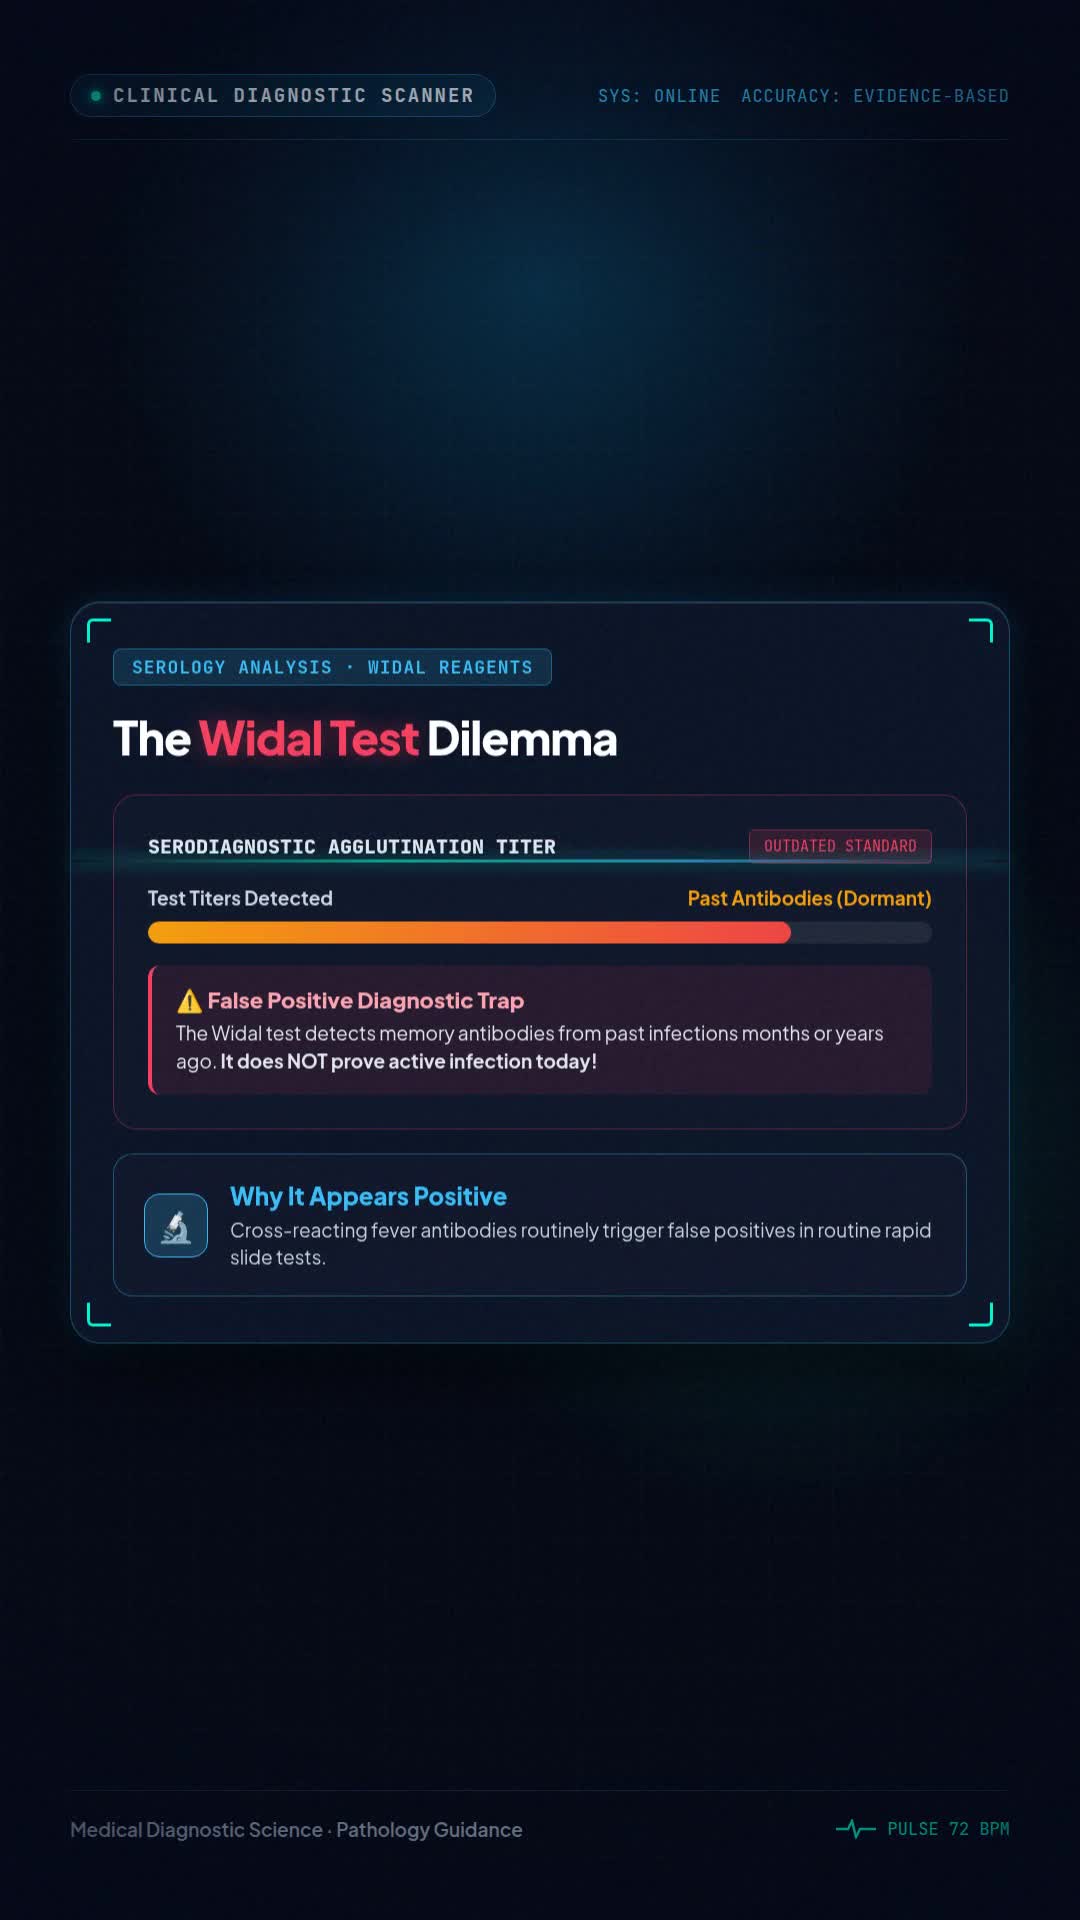 CLINICAL DIAGNOSTIC SCANNER
SYS: ONLINE ACCURACY: EVIDENCE-BASED
SEROLOGY ANALYSIS · WIDAL REAGENTS
The Widal Test Dilemma
SERODIAGNOSTIC AGGLUTINATION TITER
OUTDATED STANDARD
Test Titers Detected
Past Antibodies (Dormant)
⚠️ False Positive Diagnostic Trap
The Widal test detects memory antibodies from past infections months or years
ago. It does NOT prove active infection today!
Why It Appears Positive
Cross-reacting fever antibodies routinely trigger false positives in routine rapid
slide tests.
Medical Diagnostic Science · Pathology Guidance
PULSE 72 BPM